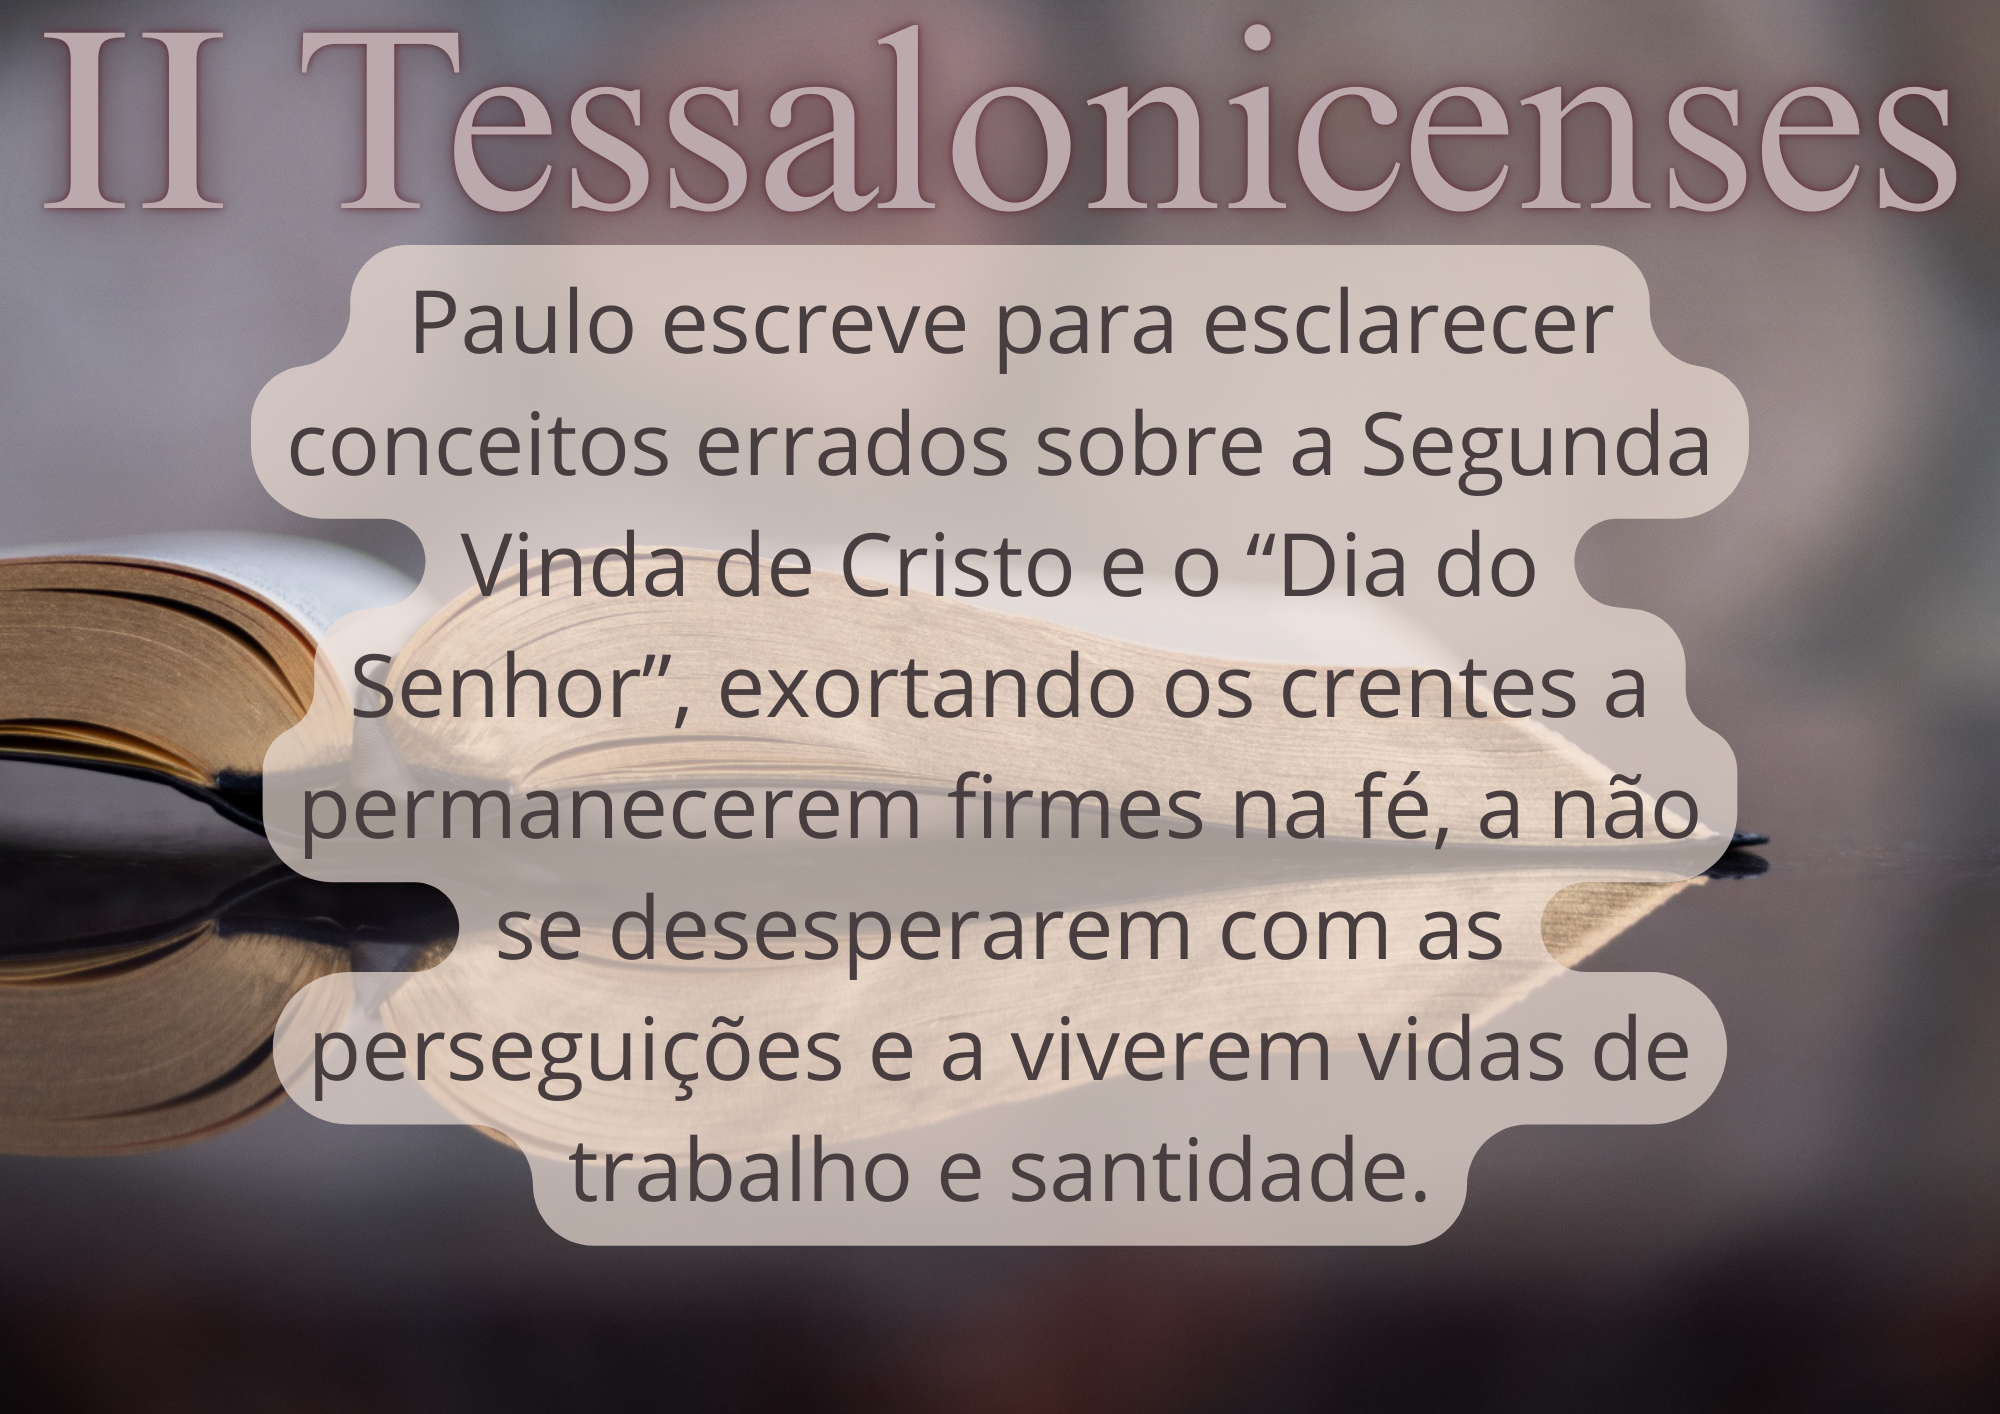 II Tessalonicenses
Paulo escreve para esclarecer
conceitos errados sobre a Segunda
Vinda de Cristo e o “Dia do
Senhor”, exortando os crentes a
permanecerem firmes na fé, a não
se desesperarem com as
perseguições e a viverem vidas de
trabalho e santidade.